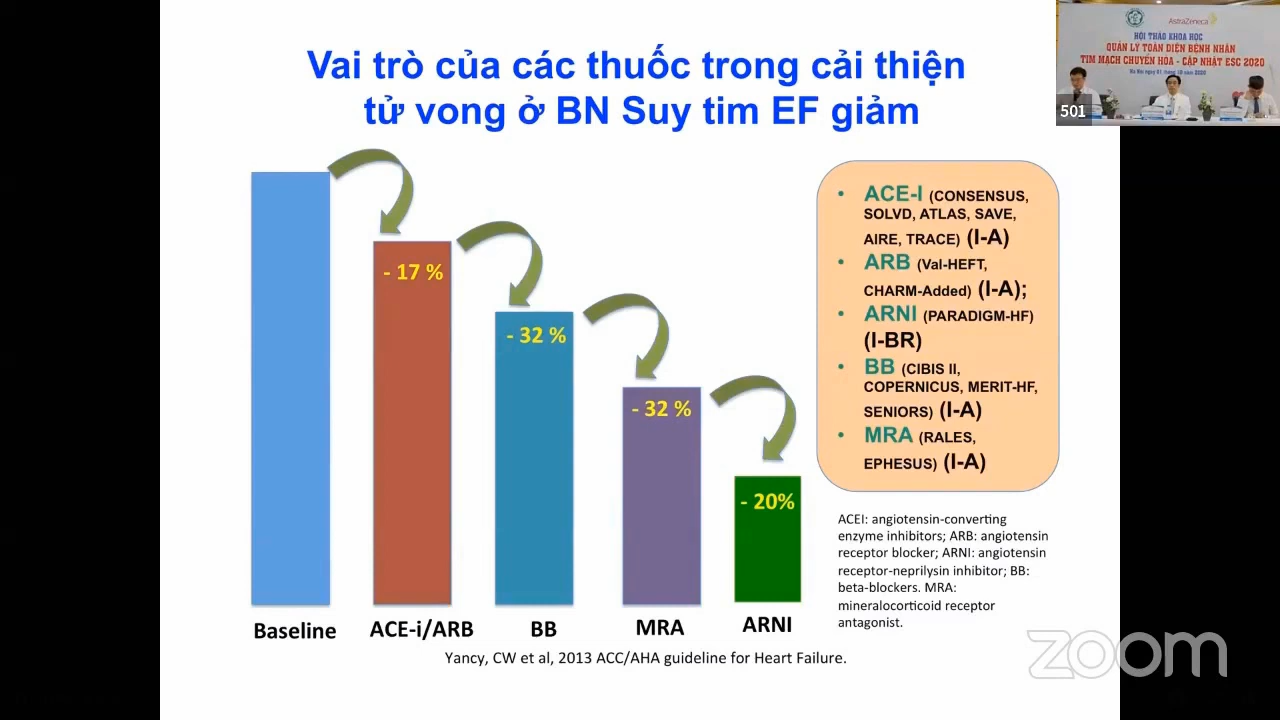 Vai trò của các thuốc trong cải thiện
tử vong ở BN Suy tim EF giảm
- 17 %
- 32 %
- 32 %
- 20%
Baseline
ACE-i/ARB
BB
MRA
ARNI
Yancy, CW et al, 2013 ACC/AHA guideline for Heart Failure.
• ACE-I (CONSENSUS,
SOLVD, ATLAS, SAVE,
AIRE, TRACE) (I-A)
• ARB (Val-HEFT,
CHARM-Added) (I-A);
• ARNI (PARADIGM-HF)
(I-BR)
• BB (CIBIS II,
COPERNICUS, MERIT-HF,
SENIORS) (I-A)
• MRA (RALES,
EPHESUS) (I-A)
ACEI: angiotensin-converting
enzyme inhibitors; ARB: angiotensin
receptor blocker; ARNI: angiotensin
receptor-neprilysin inhibitor; BB:
beta-blockers. MRA:
mineralocorticoid receptor
antagonist.
AstraZeneca
HỘI THẢO KHOA HỌC
QUẢN LÝ TOÀN DIỆN BỆNH NHÂN
TIM MẠCH CHUYỂN HÓA - CẬP NHẬT ESC 2020
501
zoom